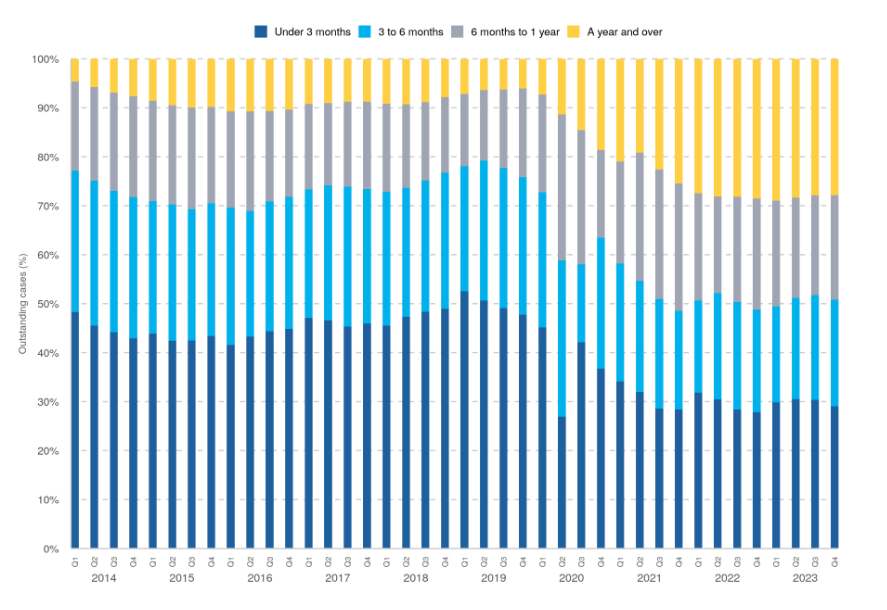 Under 3 months 3 to 6 months 6 months to 1 year A year and over
100%
90%
80%
70%
60%
50%
40%
30%
20%
10%
0%
Outstanding cases (%)
Q1 Q2 Q3 Q4 Q1 Q2 Q3 Q4 Q1 Q2 Q3 Q4 Q1 Q2 Q3 Q4 Q1 Q2 Q3 Q4 Q1 Q2 Q3 Q4 Q1 Q2 Q3 Q4 Q1 Q2 Q3 Q4 Q1 Q2 Q3 Q4 Q1 Q2 Q3 Q4
2014 2015 2016 2017 2018 2019 2020 2021 2022 2023